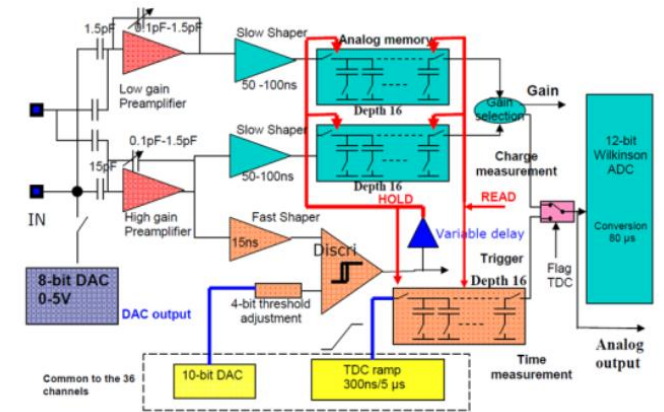 1.5pF
0.1pF-1.5pF
Slow Shaper
Analog memory
50 -100ns
Low gain
Preamplifier
Depth 16
Gain
Gain
selection
0.1pF-1.5pF
Slow Shaper
12-bit
Wilkinson
ADC
15pF
50-100ns
Charge
measurement
Depth 16
HOLD
READ
IN
High gain
Preamplifier
Fast Shaper
Variable delay
Conversion
80 µs
15ns
Discri
Trigger
Flag
TDC
8-bit DAC
0-5V
Depth 16
DAC output
4-bit threshold
adjustment
Analog
output
Time
measurement
Common to the 36
channels
10-bit DAC
TDC ramp
300ns/5 µs